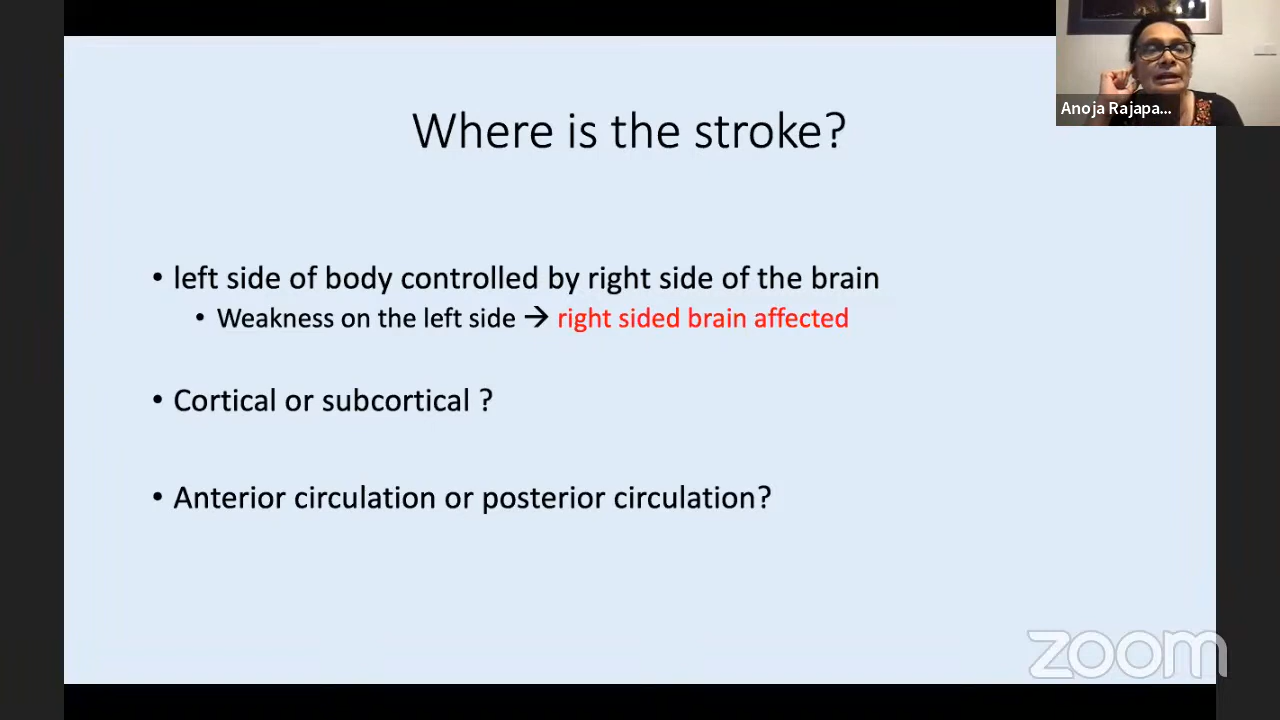 Anoja Rajapa...
Where is the stroke?
• left side of body controlled by right side of the brain
• Weakness on the left side → right sided brain affected
• Cortical or subcortical ?
• Anterior circulation or posterior circulation?
zoom